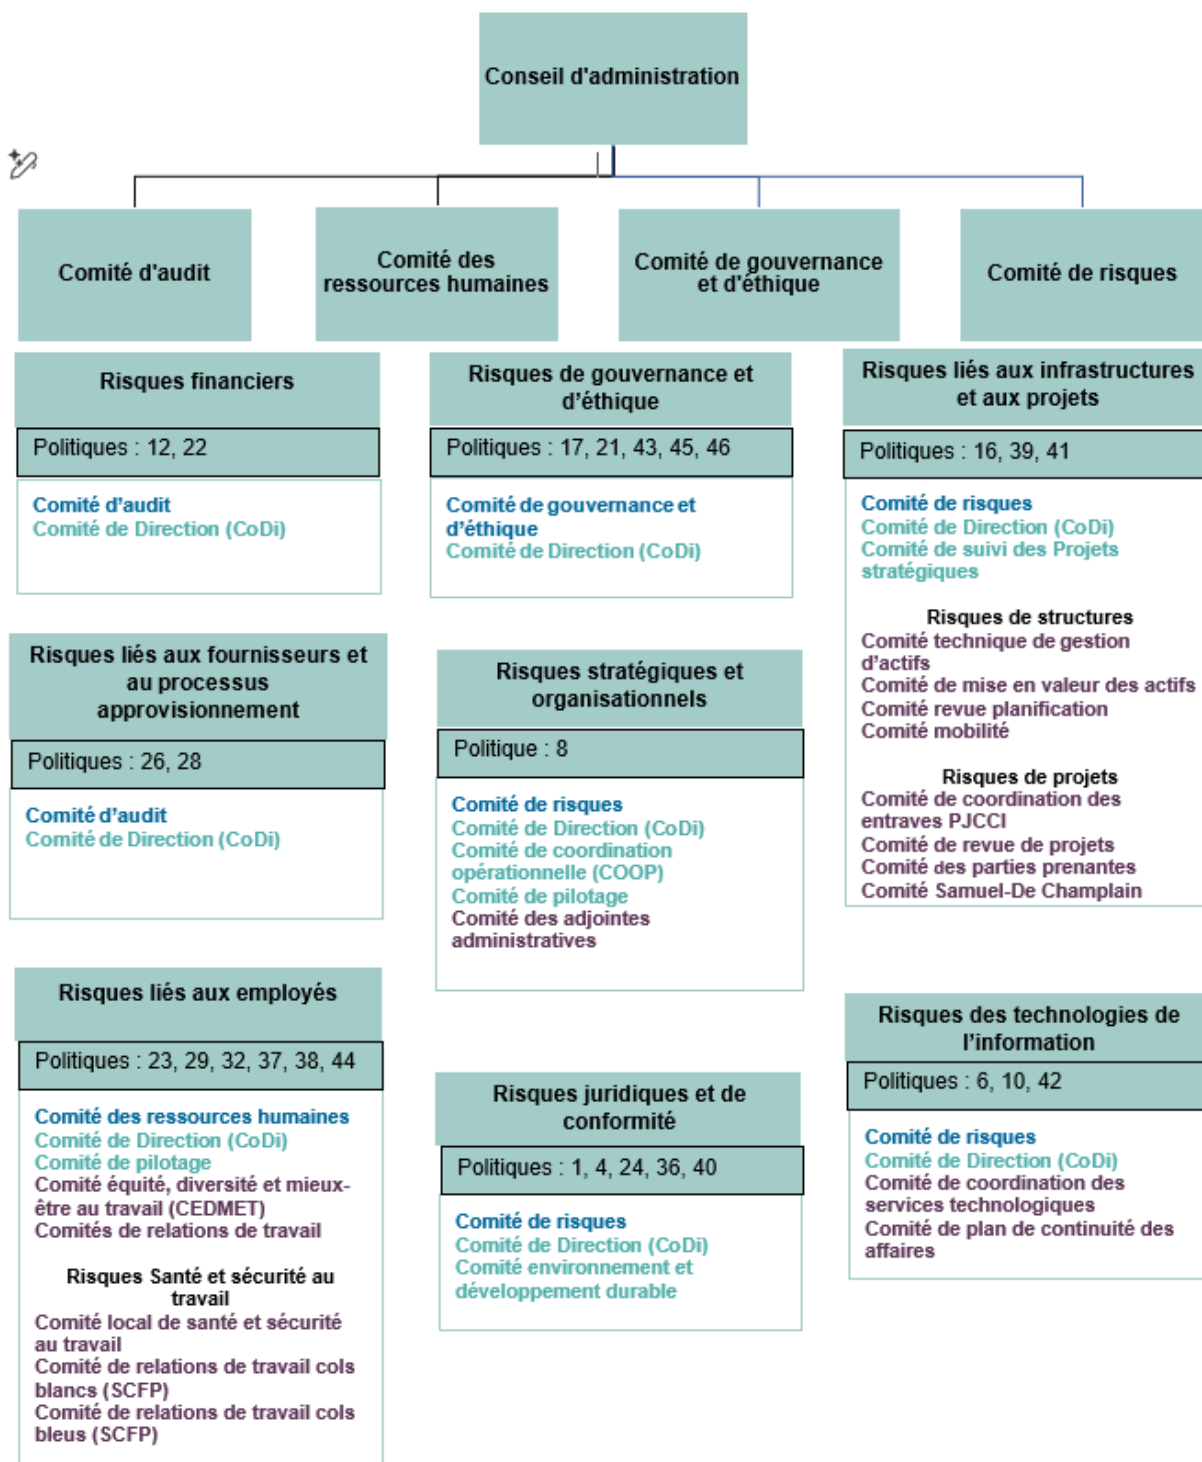 Conseil d'administration
Comité d'audit
Comité des
ressources humaines
Comité de gouvernance
et d'éthique
Comité de risques
Risques financiers
Politiques : 12, 22
Comité d'audit
Comité de Direction (CoDi)
Risques de gouvernance et
d'éthique
Politiques : 17, 21, 43, 45, 46
Comité de gouvernance et
d'éthique
Comité de Direction (CoDi)
Risques liés aux infrastructures
et aux projets
Politiques : 16, 39, 41
Comité de risques
Comité de Direction (CoDi)
Comité de suivi des Projets
stratégiques
Risques de structures
Comité technique de gestion
d'actifs
Comité de mise en valeur des actifs
Comité revue planification
Comité mobilité
Risques de projets
Comité de coordination des
entraves PJCCI
Comité de revue de projets
Comité des parties prenantes
Comité Samuel-De Champlain
Risques liés aux fournisseurs et
au processus
approvisionnement
Politiques : 26, 28
Comité d'audit
Comité de Direction (CoDi)
Risques stratégiques et
organisationnels
Politique : 8
Comité de risques
Comité de Direction (CoDi)
Comité de coordination
opérationnelle (COOP)
Comité de pilotage
Comité des adjointes
administratives
Risques liés aux employés
Politiques : 23, 29, 32, 37, 38, 44
Comité des ressources humaines
Comité de Direction (CoDi)
Comité de pilotage
Comité équité, diversité et mieux-
être au travail (CEDMET)
Comités de relations de travail
Risques Santé et sécurité au
travail
Comité local de santé et sécurité
au travail
Comité de relations de travail cols
blancs (SCFP)
Comité de relations de travail cols
bleus (SCFP)
Risques juridiques et de
conformité
Politiques : 1, 4, 24, 36, 40
Comité de risques
Comité de Direction (CoDi)
Comité environnement et
développement durable
Risques des technologies de
l'information
Politiques : 6, 10, 42
Comité de risques
Comité de Direction (CoDi)
Comité de coordination des
services technologiques
Comité de plan de continuité des
affaires